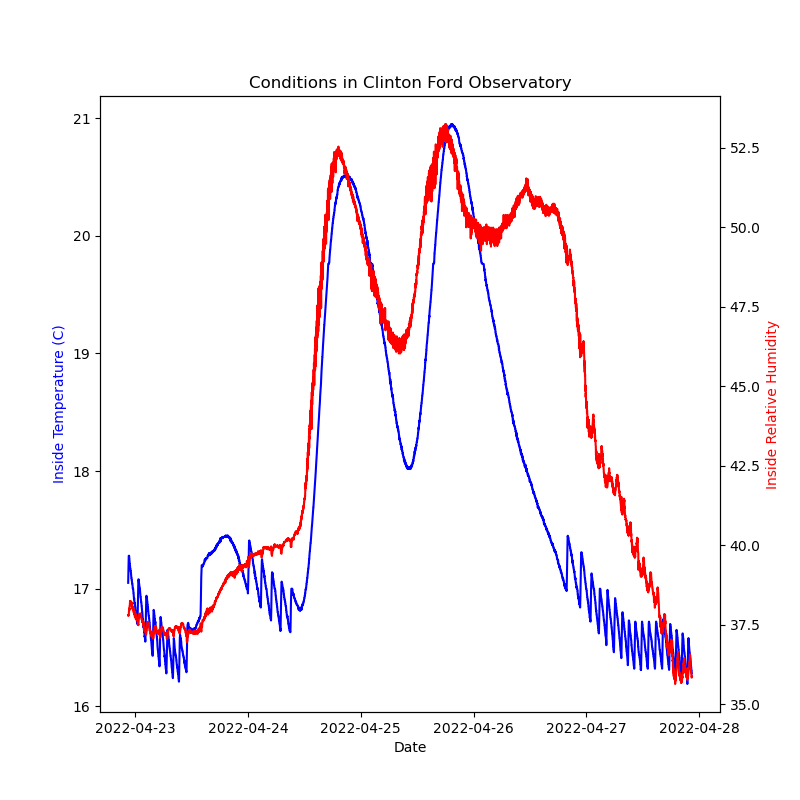 Conditions in Clinton Ford Observatory
21
20
19
18
17
16
Inside Temperature (C)
52.5
50.0
47.5
45.0
42.5
40.0
37.5
35.0
Inside Relative Humidity
2022-04-23 2022-04-24 2022-04-25 2022-04-26 2022-04-27 2022-04-28
Date